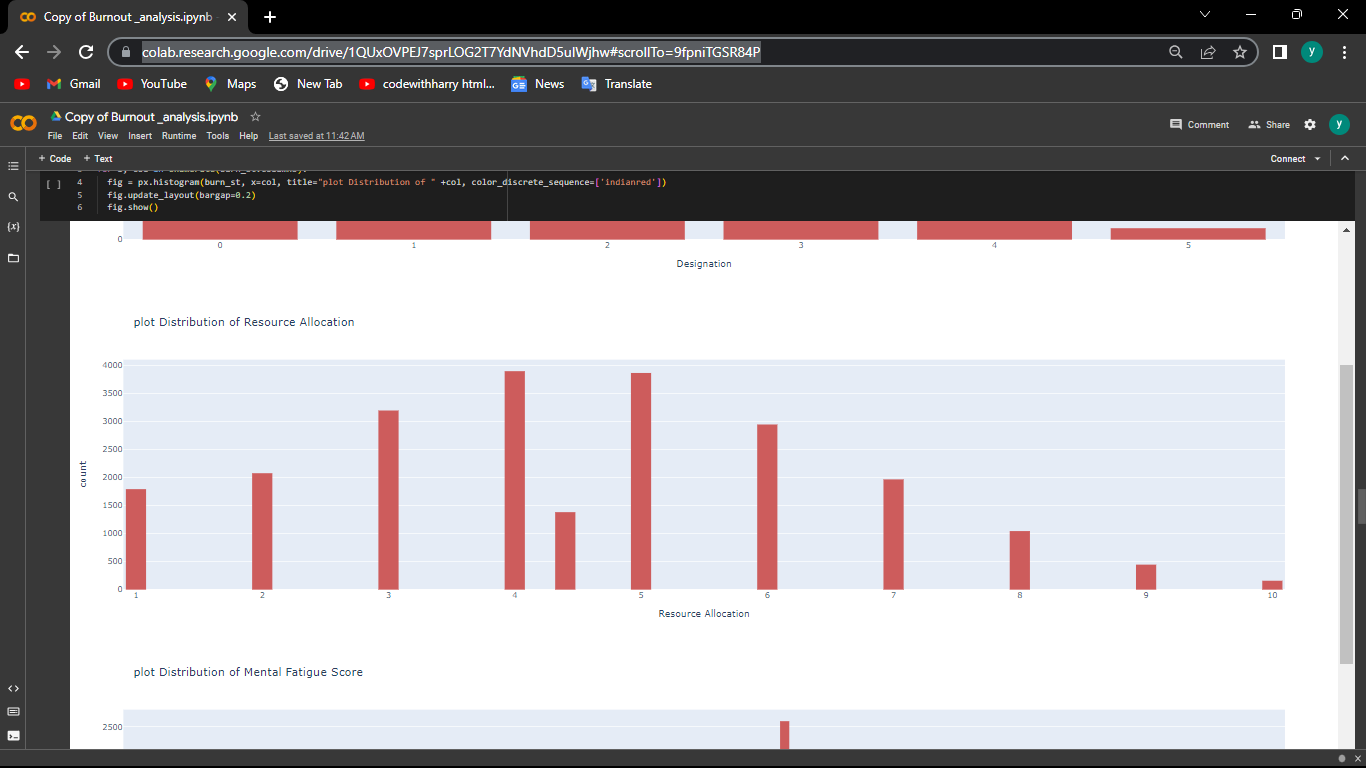 Copy of Burnout _analysis.ipynb
colab.research.google.com/drive/1QUxOVPEJ7sprLOG2T7YdNVhdD5ulWjhw#scrollTo=9fpniTGSR84P
y
Gmail YouTube Maps New Tab codewithharry html... News Translate
Copy of Burnout _analysis.ipynb
File Edit View Insert Runtime Tools Help Last saved at 11:42 AM
Comment Share y
+ Code + Text
Connect
[ ] 4 fig = px.histogram(burn_st, x=col, title="plot Distribution of " +col, color_discrete_sequence=['indianred'])
5 fig.update_layout(bargap=0.2)
6 fig.show()
{x}
0
0 1 2 3 4 5
Designation
plot Distribution of Resource Allocation
4000
3500
3000
2500
2000
1500
1000
500
0
count
1 2 3 4 5 6 7 8 9 10
Resource Allocation
plot Distribution of Mental Fatigue Score
2500